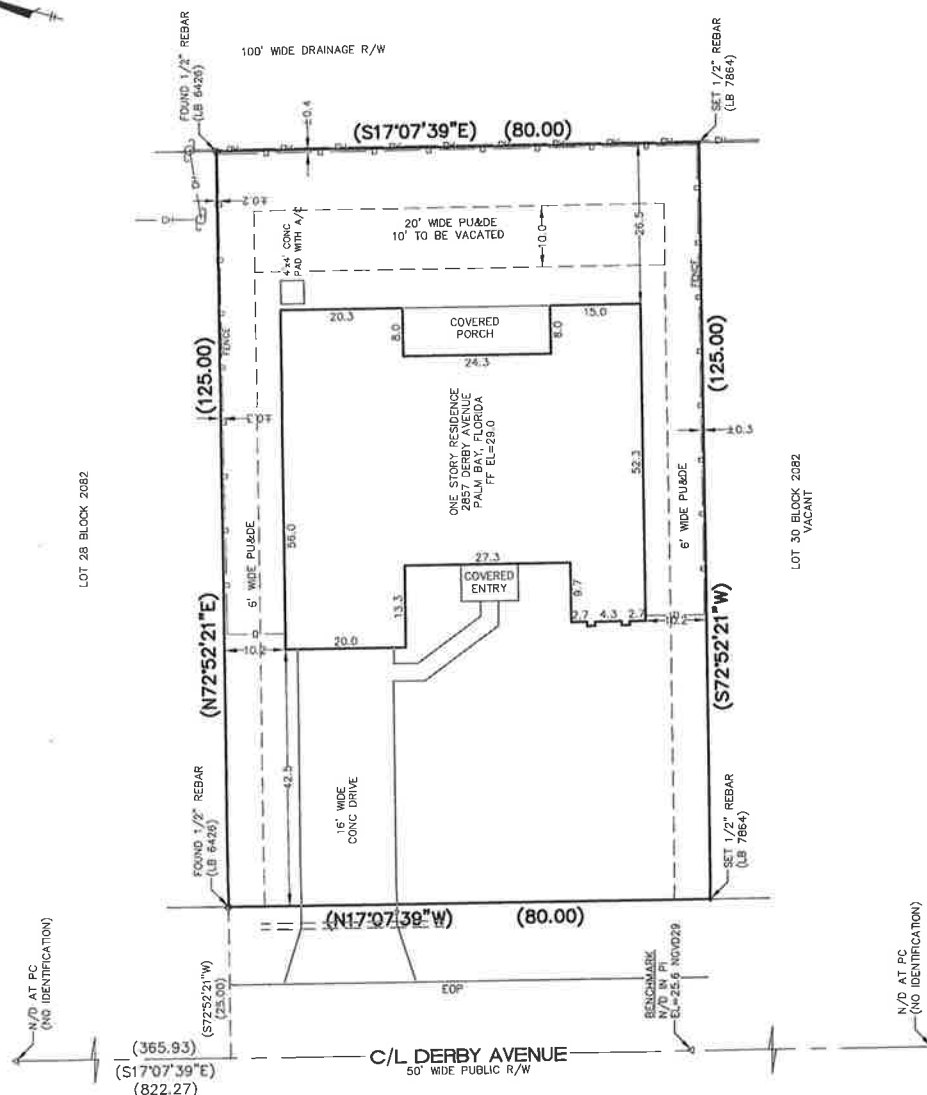 100' WIDE DRAINAGE R/W
FOUND 1/2" REBAR
(LB 6426)
SET 1/2" REBAR
(LB 7864)
±0.4
(S17°07'39"E) (80.00)
±0.2
20' WIDE PU&DE
10' TO BE VACATED
10.0
26.5
4'x4' CONC
PAD WITH A/C
20.3
8.0
COVERED
PORCH
8.0
15.0
24.3
FENCE
FENCE
(125.00)
(125.00)
±0.3
±0.3
ONE STORY RESIDENCE
2857 DERBY AVENUE
PALM BAY, FLORIDA
FF EL=29.0
52.3
56.0
LOT 28 BLOCK 2082
LOT 30 BLOCK 2082
VACANT
6' WIDE PU&DE
6' WIDE PU&DE
27.3
COVERED
ENTRY
13.3
9.7
2.7 4.3 2.7
10.2
10.2
20.0
(N72°52'21"E)
(S72°52'21"W)
42.5
16' WIDE
CONC DRIVE
FOUND 1/2" REBAR
(LB 6426)
SET 1/2" REBAR
(LB 7864)
(N17°07'39"W) (80.00)
N/D AT PC
(NO IDENTIFICATION)
(S72°52'21"W)
(25.00)
EOP
BENCHMARK
N/D IN PI
EL=25.6 NGVD29
N/D AT PC
(NO IDENTIFICATION)
(365.93)
(S17°07'39"E)
(822.27)
C/L DERBY AVENUE
50' WIDE PUBLIC R/W